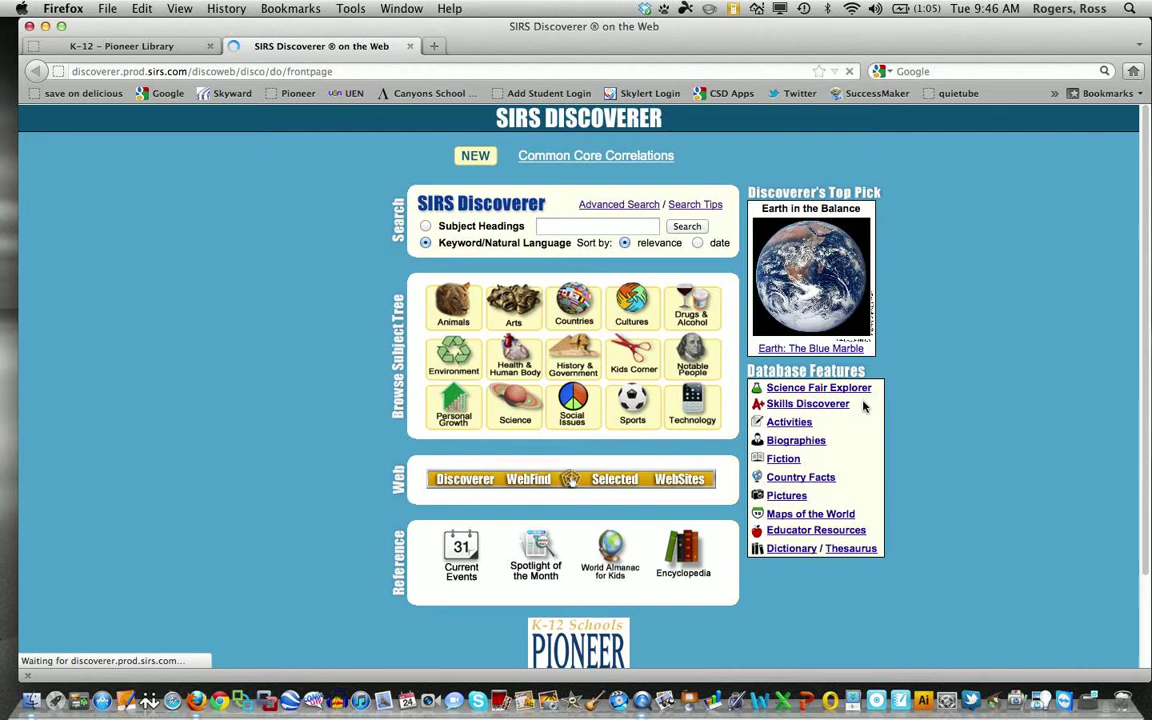 Firefox File Edit View History Bookmarks Tools Window Help (1:05) Tue 9:46 AM Rogers, Ross
SIRS Discoverer ® on the Web
K-12 – Pioneer Library SIRS Discoverer ® on the Web
discoverer.prod.sirs.com/discoweb/disco/do/frontpage Google
save on delicious Google Skyward Pioneer UEN Canyons School ... Add Student Login Skylert Login CSD Apps Twitter SuccessMaker quietube » Bookmarks
SIRS DISCOVERER
NEW Common Core Correlations
Search
SIRS Discoverer Advanced Search / Search Tips
Subject Headings Search
Keyword/Natural Language Sort by: relevance date
Browse Subject Tree
Animals Arts Countries Cultures Drugs & Alcohol
Environment Health & Human Body History & Government Kids Corner Notable People
Personal Growth Science Social Issues Sports Technology
Web
Discoverer WebFind Selected WebSites
Reference
31
Current Events Spotlight of the Month World Almanac for Kids Encyclopedia
K-12 Schools
PIONEER
Discoverer's Top Pick
Earth in the Balance
Earth: The Blue Marble
Database Features
Science Fair Explorer
A+ Skills Discoverer
Activities
Biographies
Fiction
Country Facts
Pictures
Maps of the World
Educator Resources
Dictionary / Thesaurus
Waiting for discoverer.prod.sirs.com...